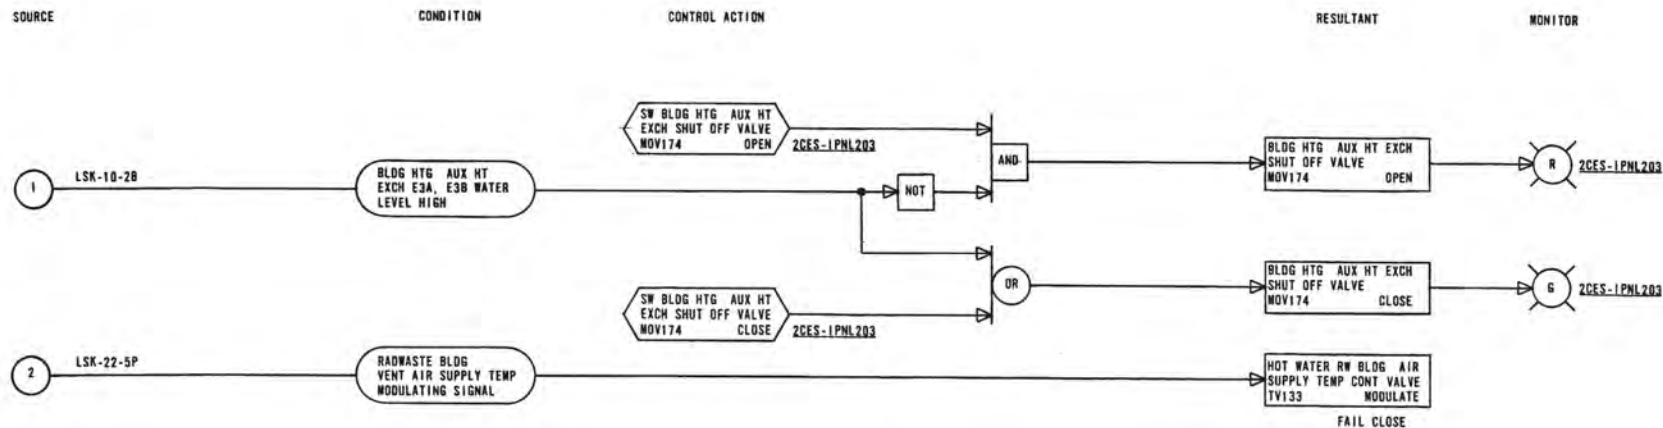 SOURCE CONDITION CONTROL ACTION RESULTANT MONITOR
SW BLDG HTG AUX HT
EXCH SHUT OFF VALVE
MOV174 OPEN
2CES-IPNL203
1
LSK-10-2B
BLDG HTG AUX HT
EXCH E3A, E3B WATER
LEVEL HIGH
NOT
AND
BLDG HTG AUX HT EXCH
SHUT OFF VALVE
MOV174 OPEN
R
2CES-IPNL203
OR
BLDG HTG AUX HT EXCH
SHUT OFF VALVE
MOV174 CLOSE
G
2CES-IPNL203
SW BLDG HTG AUX HT
EXCH SHUT OFF VALVE
MOV174 CLOSE
2CES-IPNL203
2
LSK-22-5P
RADWASTE BLDG
VENT AIR SUPPLY TEMP
MODULATING SIGNAL
HOT WATER RW BLDG AIR
SUPPLY TEMP CONT VALVE
TV133 MODULATE
FAIL CLOSE